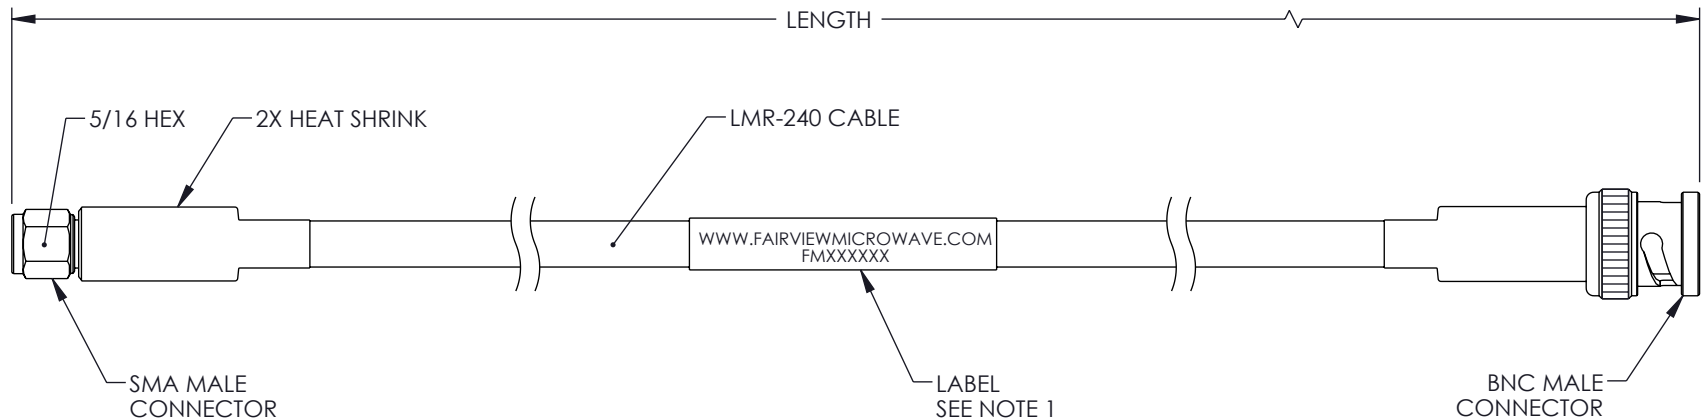 LENGTH
5/16 HEX
2X HEAT SHRINK
LMR-240 CABLE
WWW.FAIRVIEWMICROWAVE.COM
FMXXXXXX
SMA MALE
CONNECTOR
LABEL
SEE NOTE 1
BNC MALE
CONNECTOR